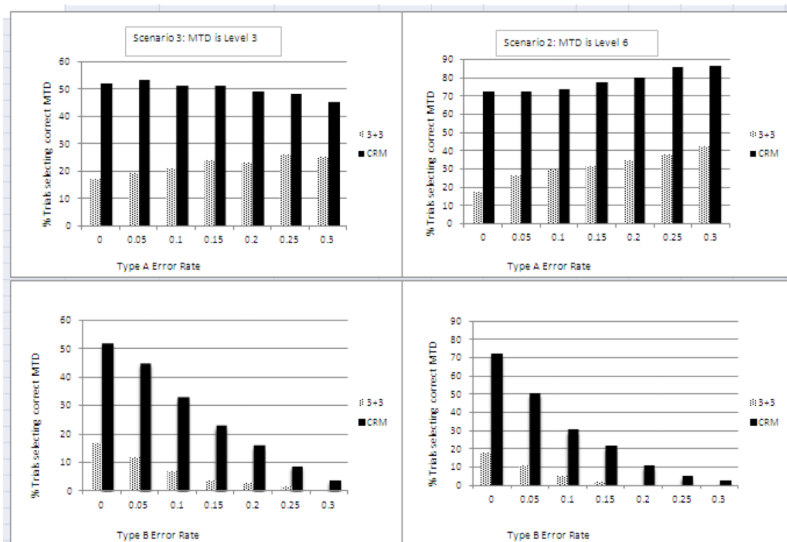 Scenario 3: MTD is Level 3
% Trials selecting correct MTD
60
50
40
30
20
10
0
0 0.05 0.1 0.15 0.2 0.25 0.3
Type A Error Rate
3+3
CRM
Scenario 2: MTD is Level 6
% Trials selecting correct MTD
90
80
70
60
50
40
30
20
10
0
0 0.05 0.1 0.15 0.2 0.25 0.3
Type A Error Rate
3+3
CRM
% Trials selecting correct MTD
60
50
40
30
20
10
0
0 0.05 0.1 0.15 0.2 0.25 0.3
Type B Error Rate
3+3
CRM
% Trials selecting correct MTD
90
80
70
60
50
40
30
20
10
0
0 0.05 0.1 0.15 0.2 0.25 0.3
Type B Error Rate
3+3
CRM